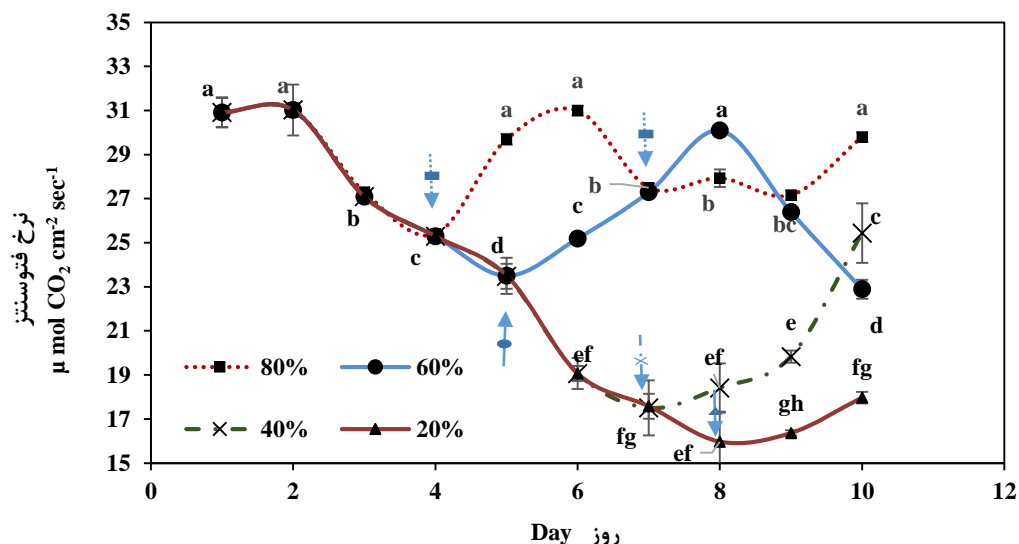 35
33
31
29
27
25
23
21
19
17
15
0
2
4
6
8
10
12
نرخ فتوسنتز
µ mol CO₂ cm⁻² sec⁻¹
Day روز
80%
60%
40%
20%
a
a
b
c
a
d
a
c
ef
b
fg
a
b
ef
ef
bc
e
gh
a
c
d
fg